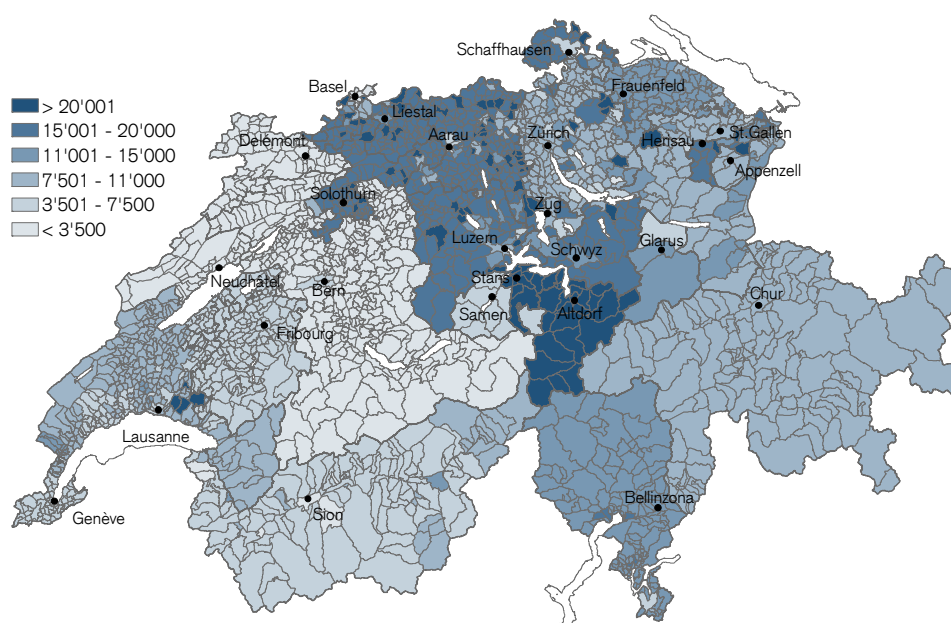 > 20'001
15'001 - 20'000
11'001 - 15'000
7'501 - 11'000
3'501 - 7'500
< 3'500
Schaffhausen
Basel
Frauenfeld
Liestal
Delémont
Aarau
Zürich
Herisau
St.Gallen
Appenzell
Solothurn
Zug
Luzern
Schwyz
Glarus
Neudhâtel
Bern
Stans
Sarnen
Altdorf
Chur
Fribourg
Lausanne
Genève
Sion
Bellinzona